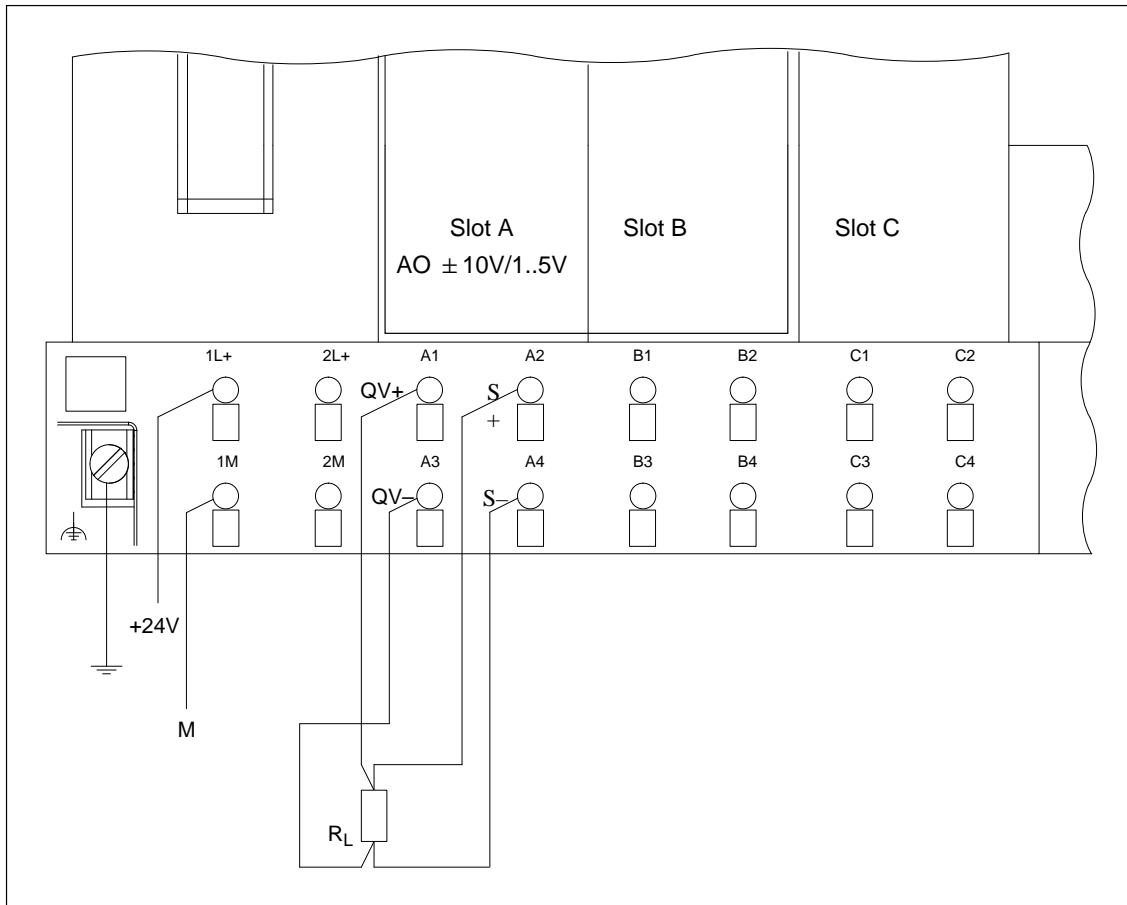 Slot A
Slot B
Slot C
AO ± 10V/1..5V
1L+
2L+
A1
A2
B1
B2
C1
C2
QV+
S
+
1M
2M
A3
A4
B3
B4
C3
C4
QV–
S–
+24V
M
RL